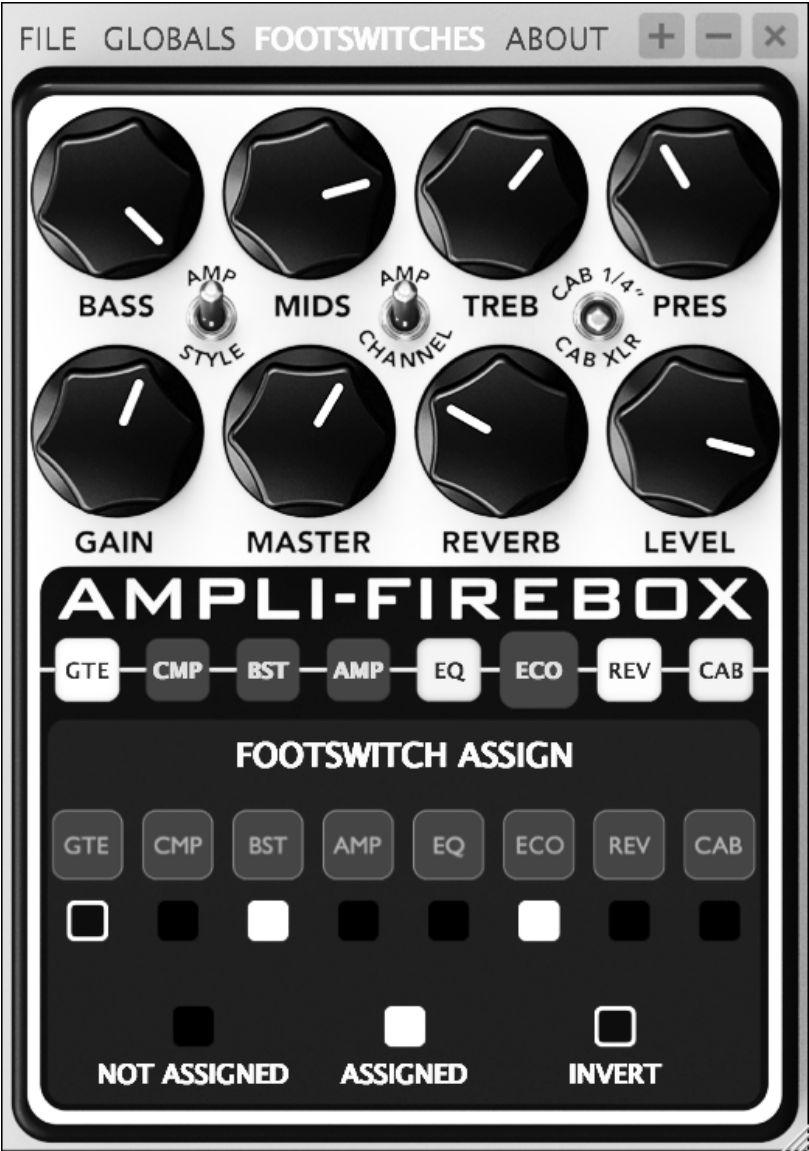 FILE GLOBALS FOOTSWITCHES ABOUT
AMP AMP CAB 1/4"
BASS MIDS TREB PRES
STYLE CHANNEL CAB XLR
GAIN MASTER REVERB LEVEL
AMPLI-FIREBOX
GTE CMP BST AMP EQ ECO REV CAB
FOOTSWITCH ASSIGN
GTE CMP BST AMP EQ ECO REV CAB
NOT ASSIGNED ASSIGNED INVERT